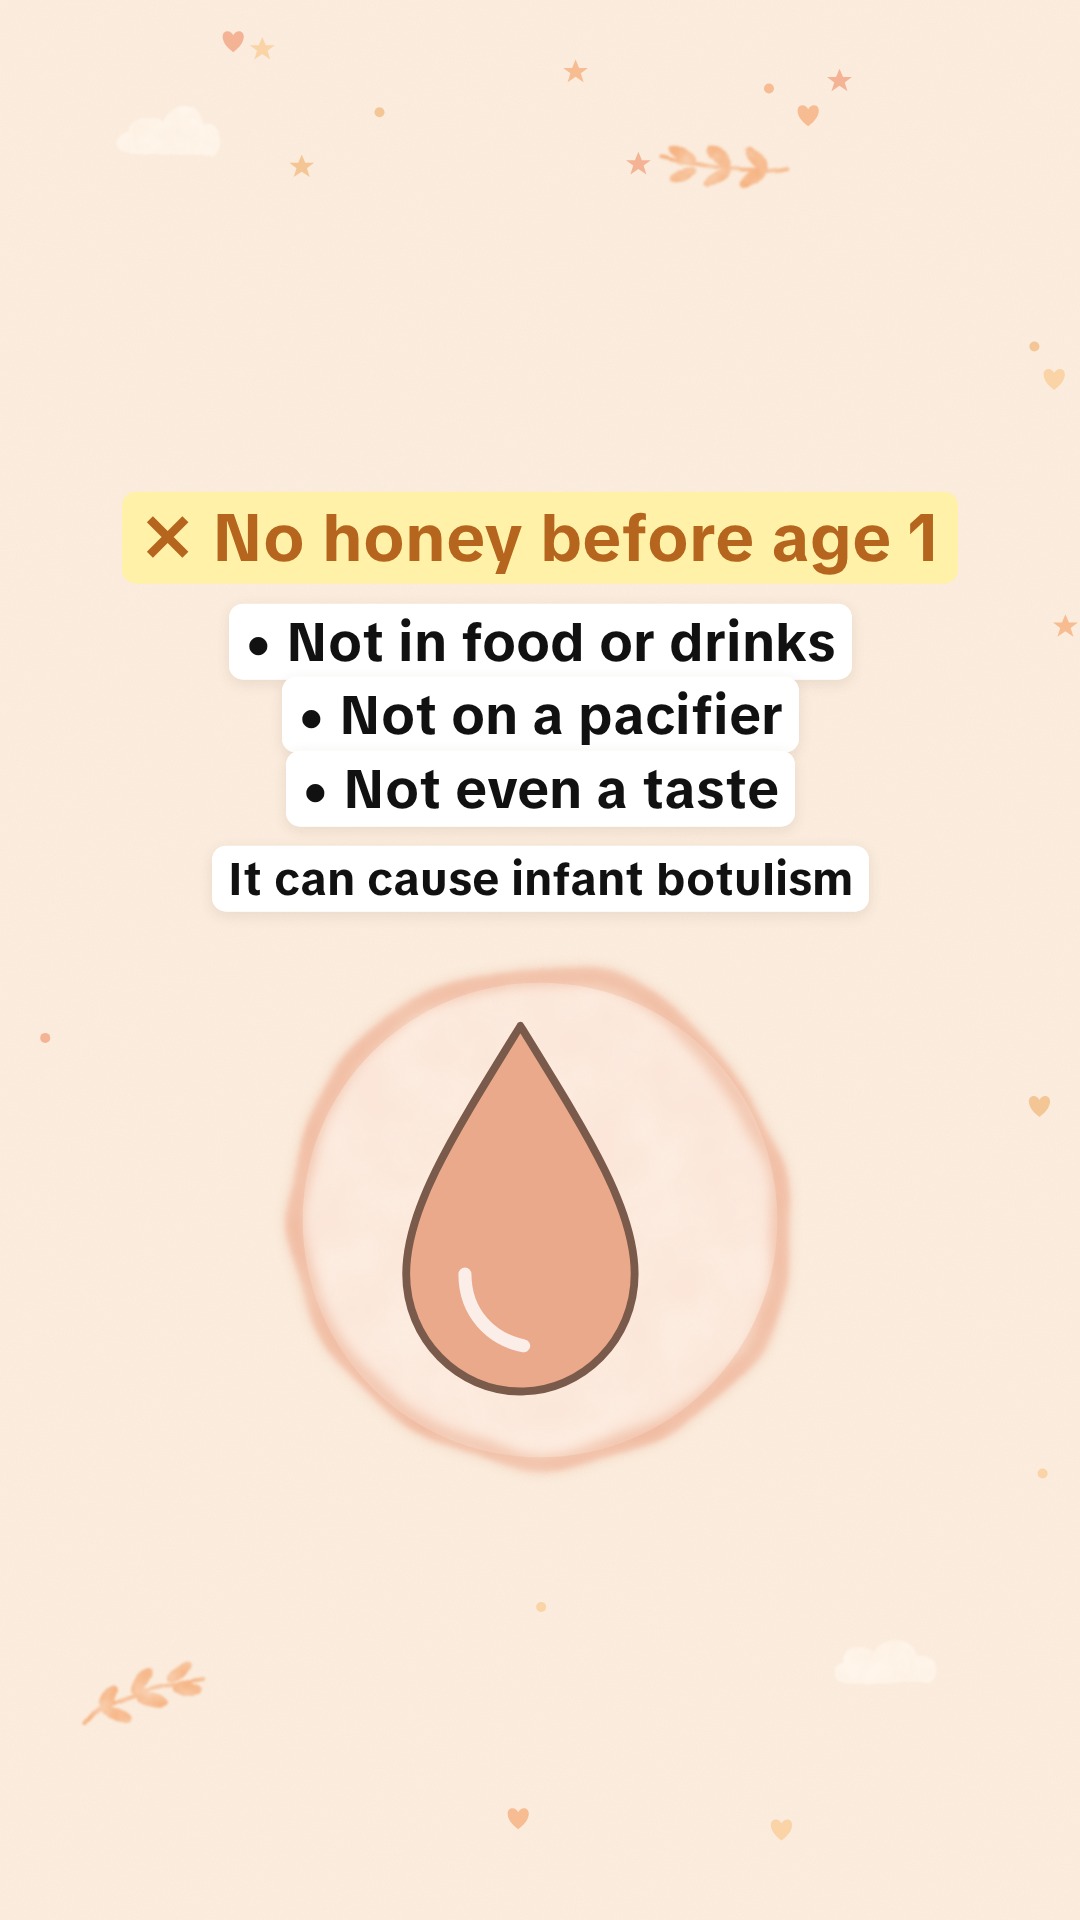 ✕ No honey before age 1
• Not in food or drinks
• Not on a pacifier
• Not even a taste
It can cause infant botulism